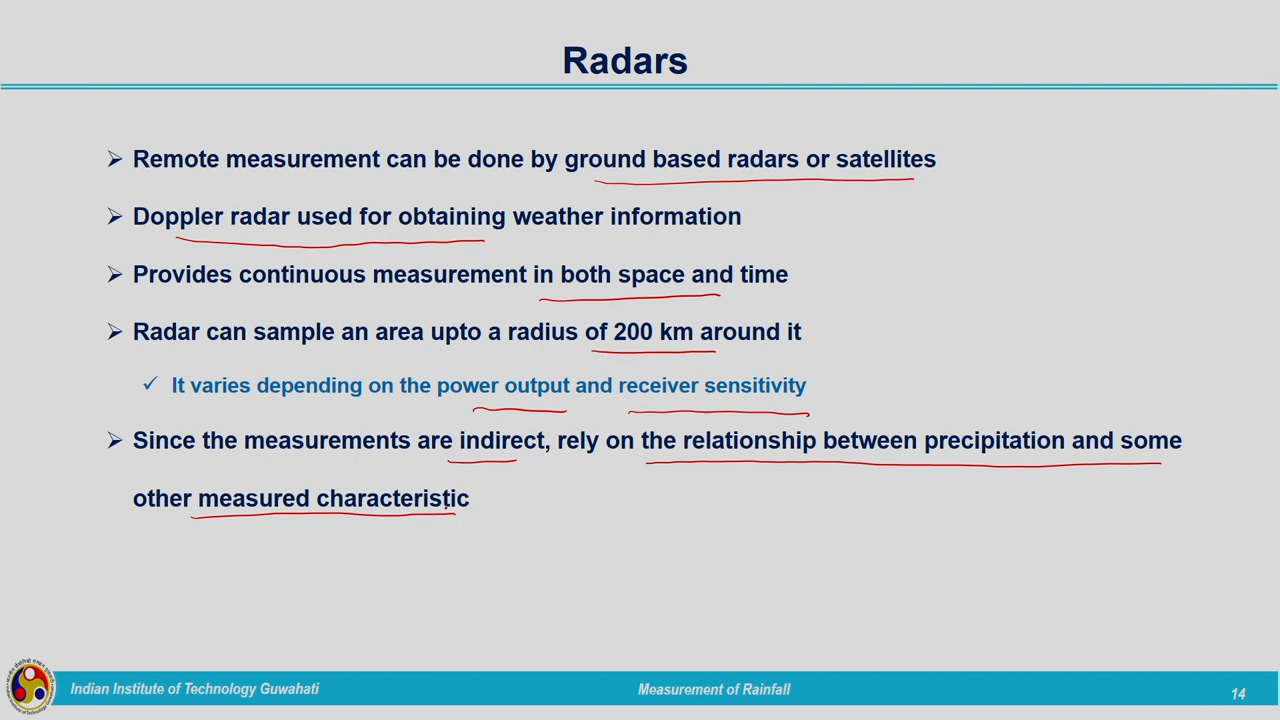 Radars
➢ Remote measurement can be done by ground based radars or satellites
➢ Doppler radar used for obtaining weather information
➢ Provides continuous measurement in both space and time
➢ Radar can sample an area upto a radius of 200 km around it
✓ It varies depending on the power output and receiver sensitivity
➢ Since the measurements are indirect, rely on the relationship between precipitation and some
other measured characteristic
Indian Institute of Technology Guwahati Measurement of Rainfall 14